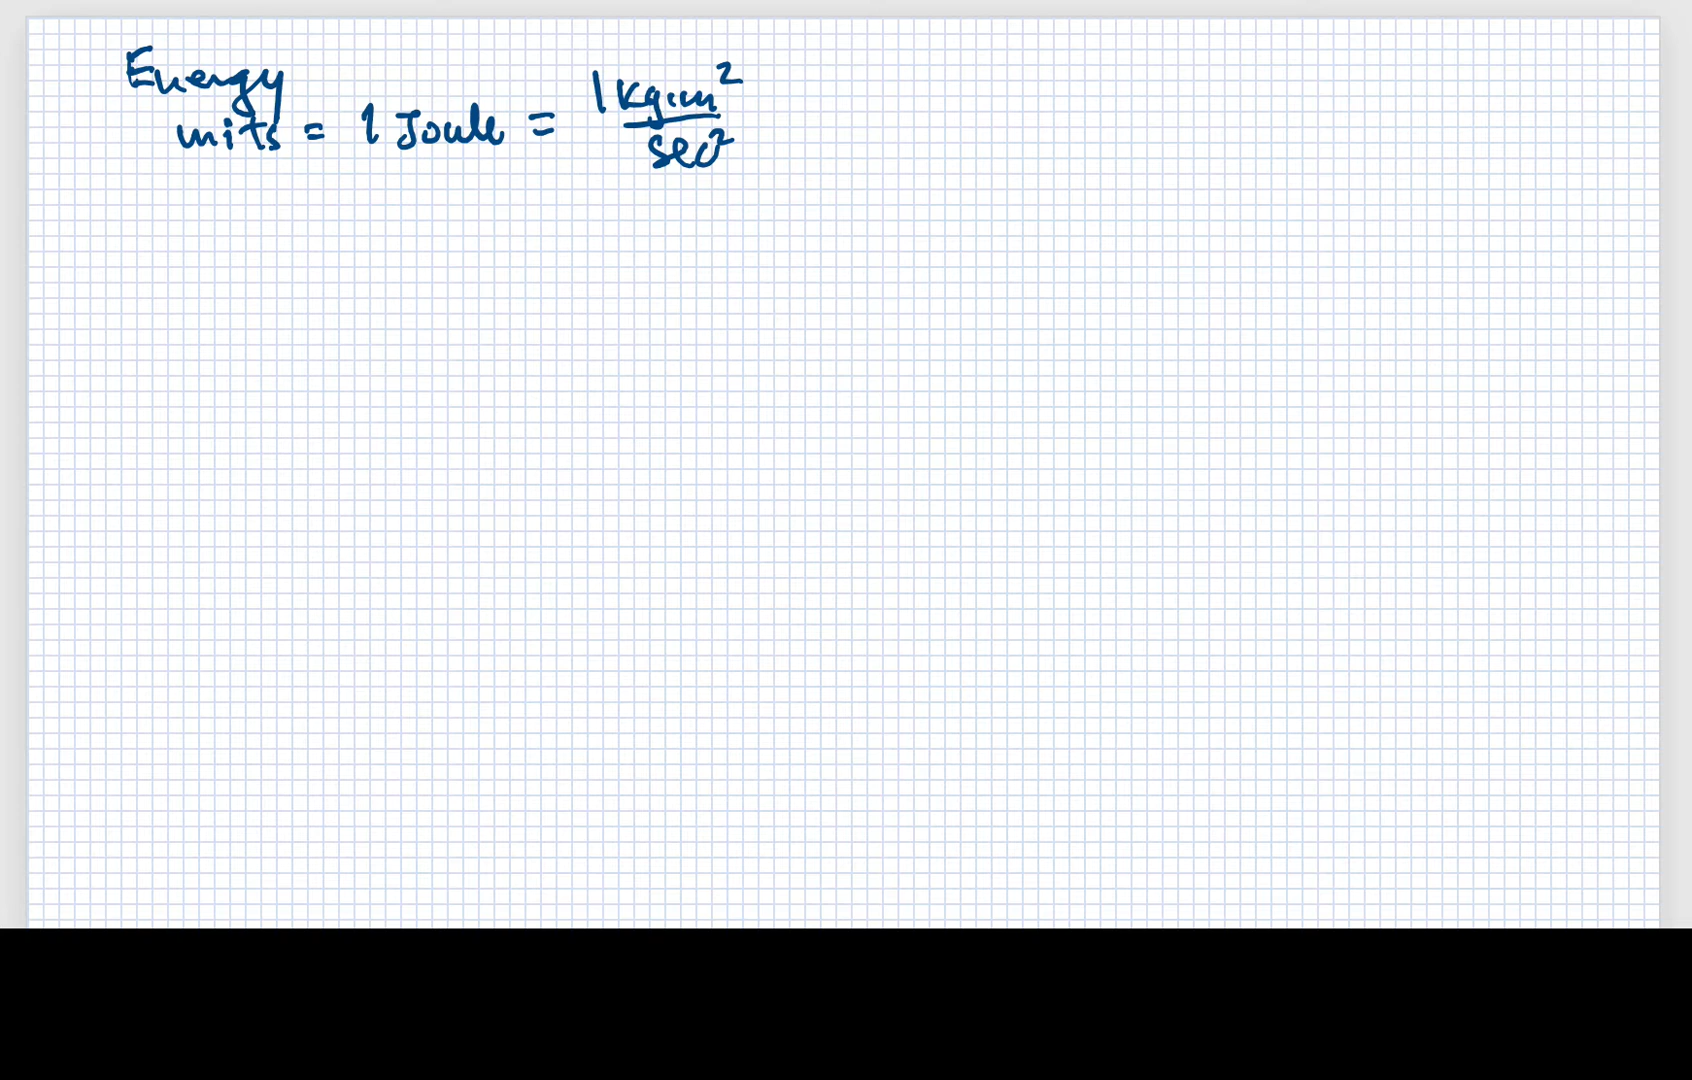 Energy
units = 1 Joule = 1 kg·m² / sec²